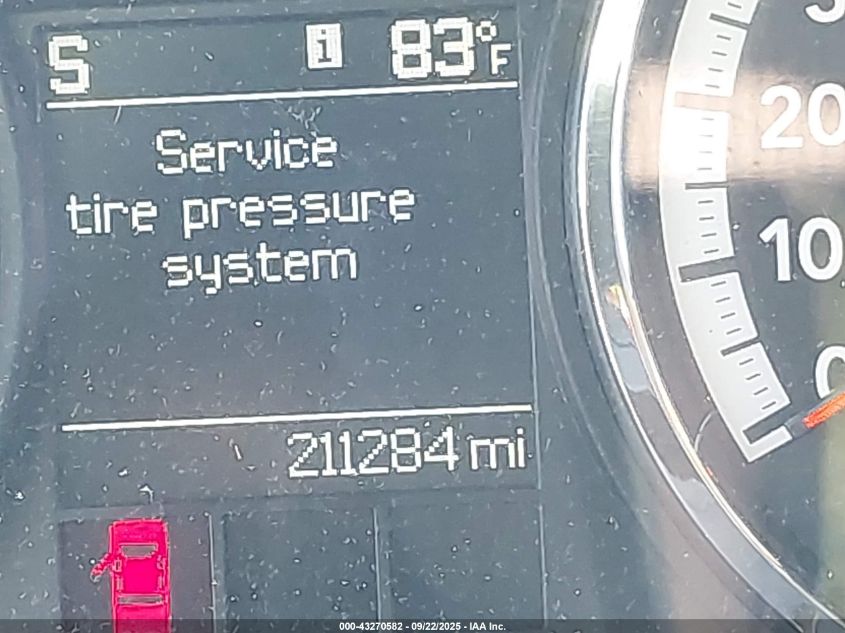 S i 83°F
Service
tire pressure
system
211284 mi
20
10
0
000-43270582 - 09/22/2025 - IAA Inc.